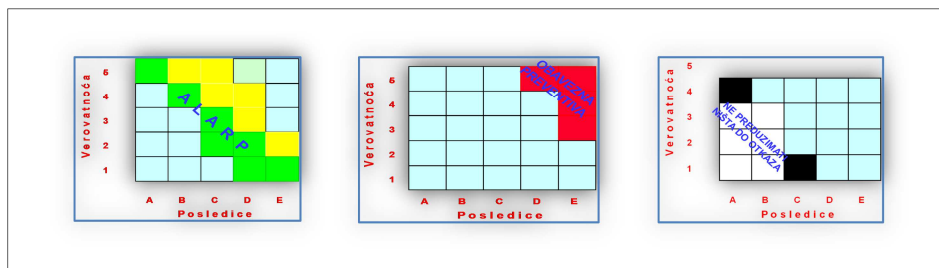 Verovatnoća
5
4
3
2
1
A L A R P
A B C D E
Posledice
Verovatnoća
5
4
3
2
1
OBAVEZNA
PREVENTIVA
A B C D E
Posledice
Verovatnoća
5
4
3
2
1
NE PREDUZIMATI
NIŠTA DO OTKAZA
A B C D E
Posledice